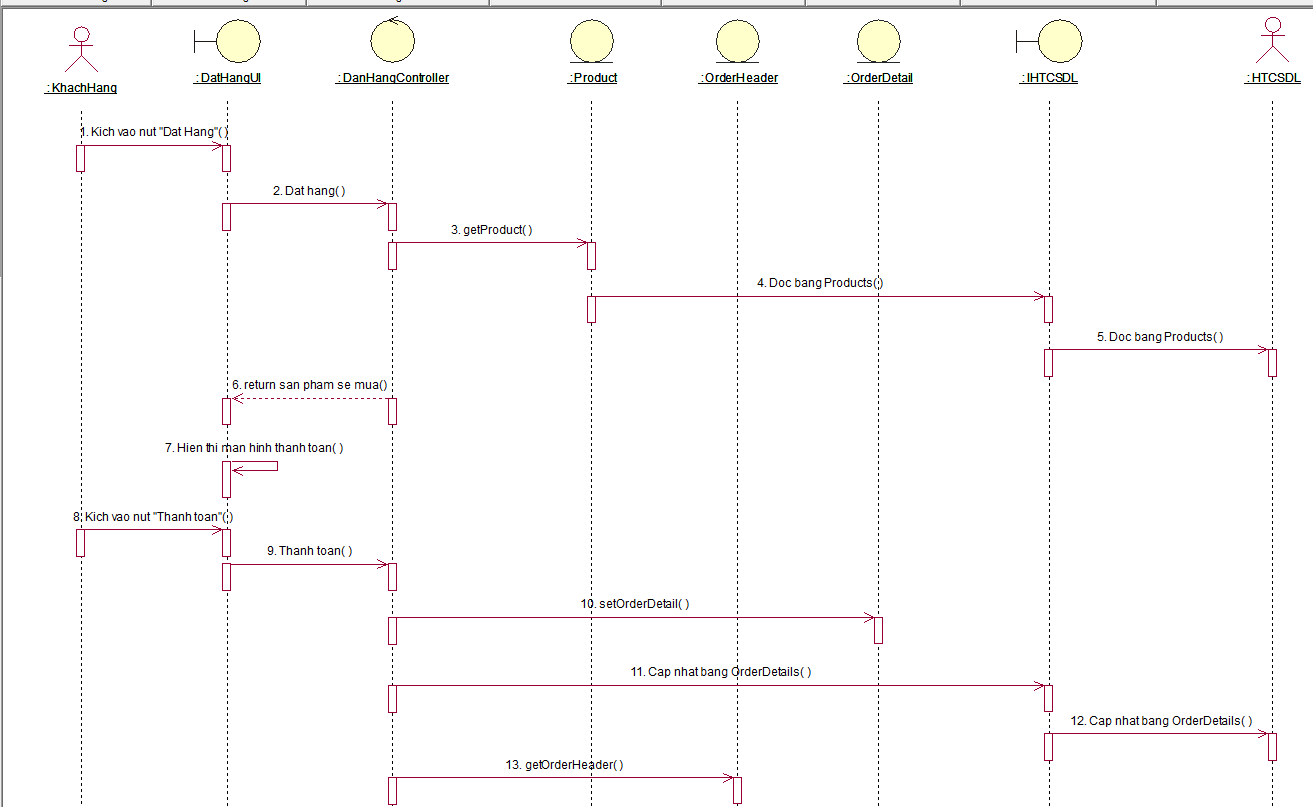 : KhachHang
: DatHangUI
: DanHangController
: Product
: OrderHeader
: OrderDetail
: IHTCSDL
: HTCSDL
1. Kich vao nut "Dat Hang"( )
2. Dat hang( )
3. getProduct( )
4. Doc bang Products( )
5. Doc bang Products( )
6. return san pham se mua()
7. Hien thi man hinh thanh toan( )
8. Kich vao nut "Thanh toan"( )
9. Thanh toan( )
10. setOrderDetail( )
11. Cap nhat bang OrderDetails( )
12. Cap nhat bang OrderDetails( )
13. getOrderHeader( )